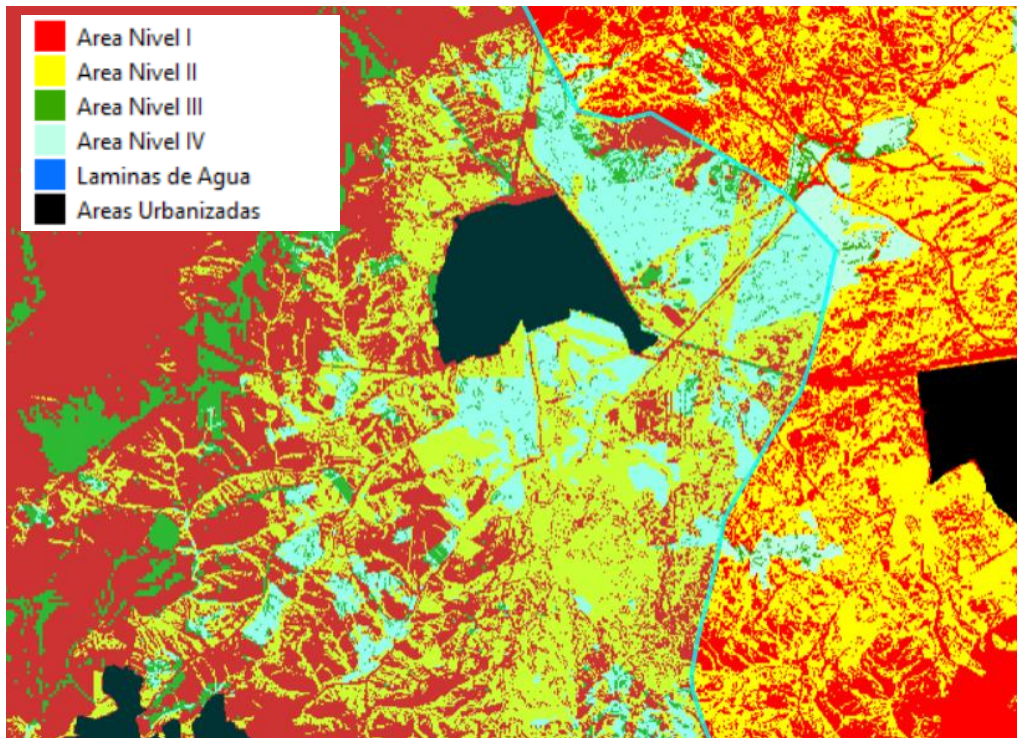 Area Nivel I
Area Nivel II
Area Nivel III
Area Nivel IV
Laminas de Agua
Areas Urbanizadas